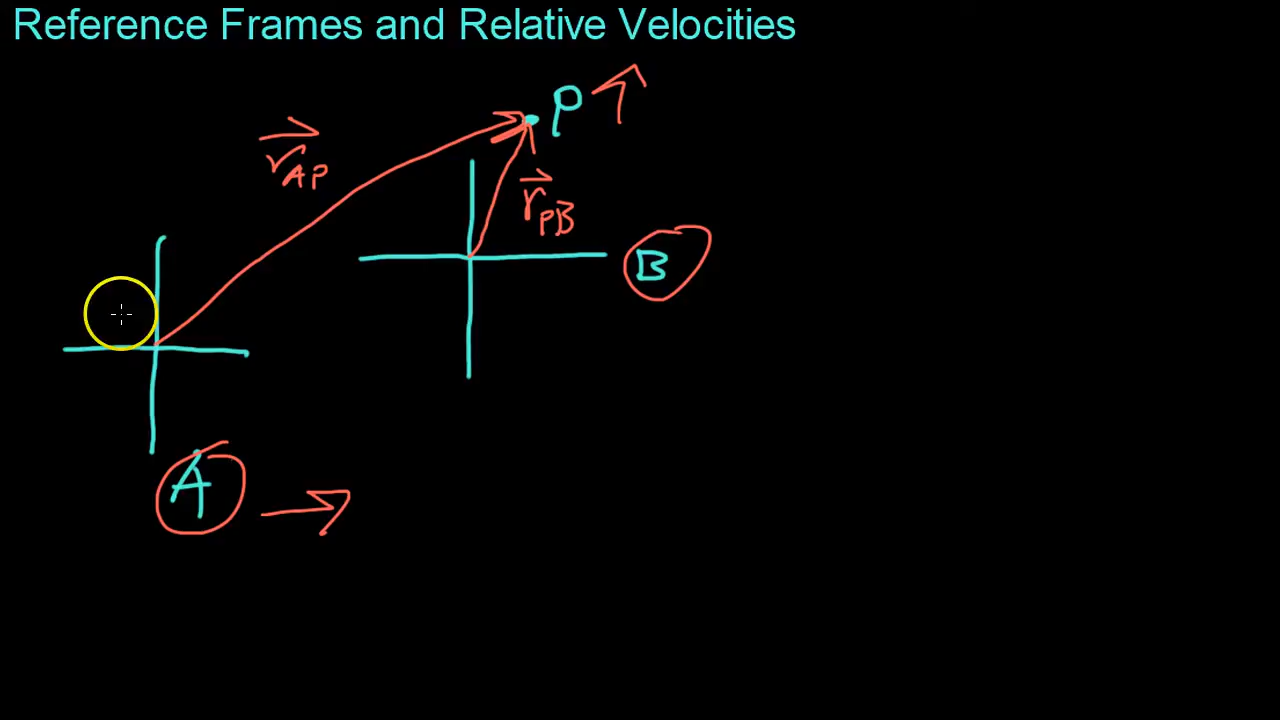 Reference Frames and Relative Velocities
P
r⃗AP
r⃗PB
B
A